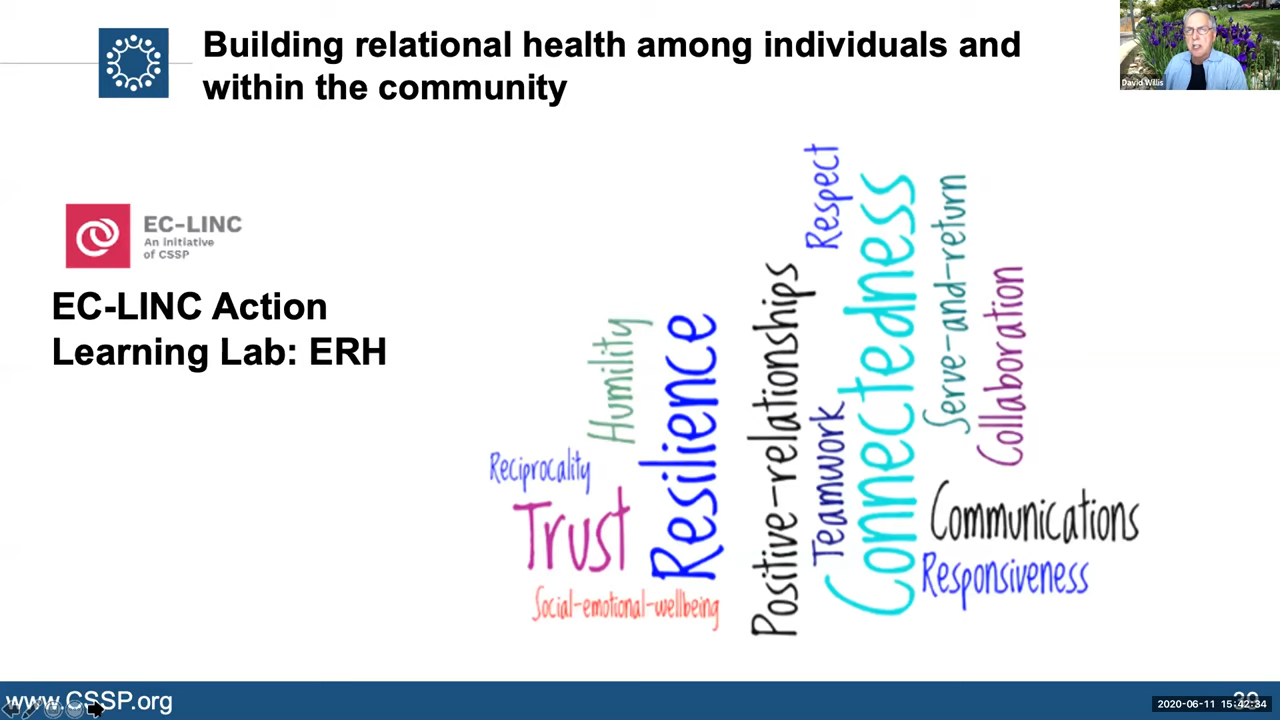 Building relational health among individuals and
within the community
David Willis
EC-LINC
An Initiative
of CSSP
EC-LINC Action
Learning Lab: ERH
Respect
Connectedness
Serve-and-return
Collaboration
Positive-relationships
Teamwork
Humility
Resilience
Reciprocality
Trust
Social-emotional-wellbeing
Communications
Responsiveness
www.CSSP.org
2020-06-11 15:42:34